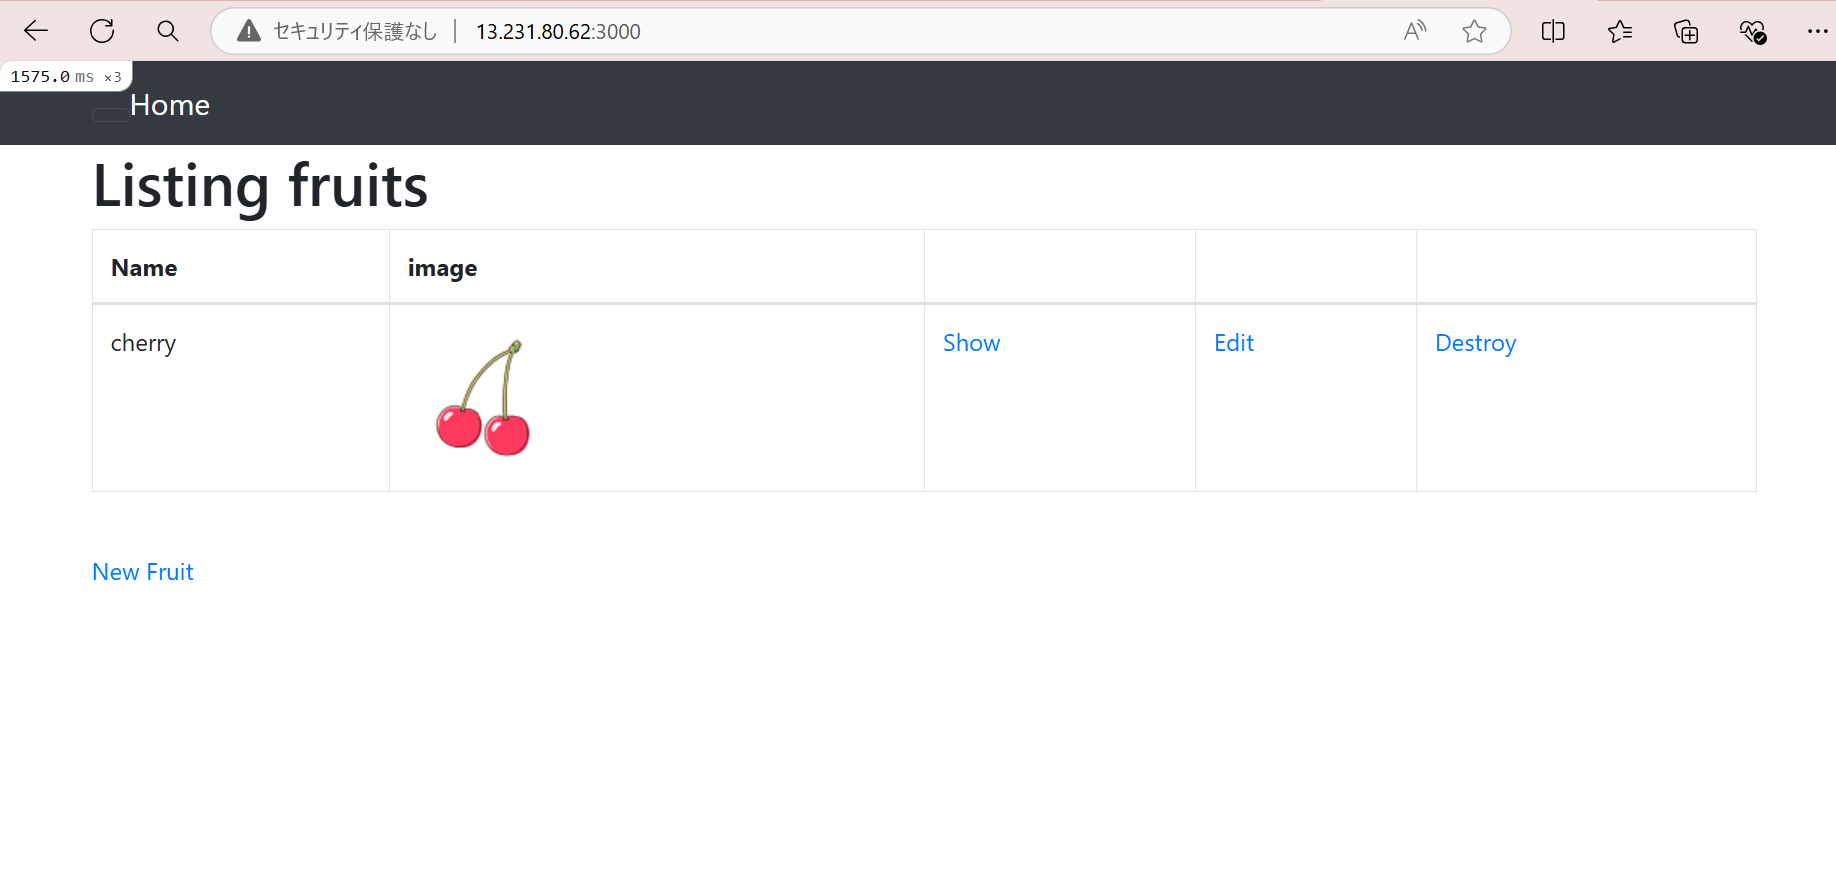 セキュリティ保護なし | 13.231.80.62:3000
1575.0 ms ×3
Home
Listing fruits
Name image
cherry Show Edit Destroy
New Fruit